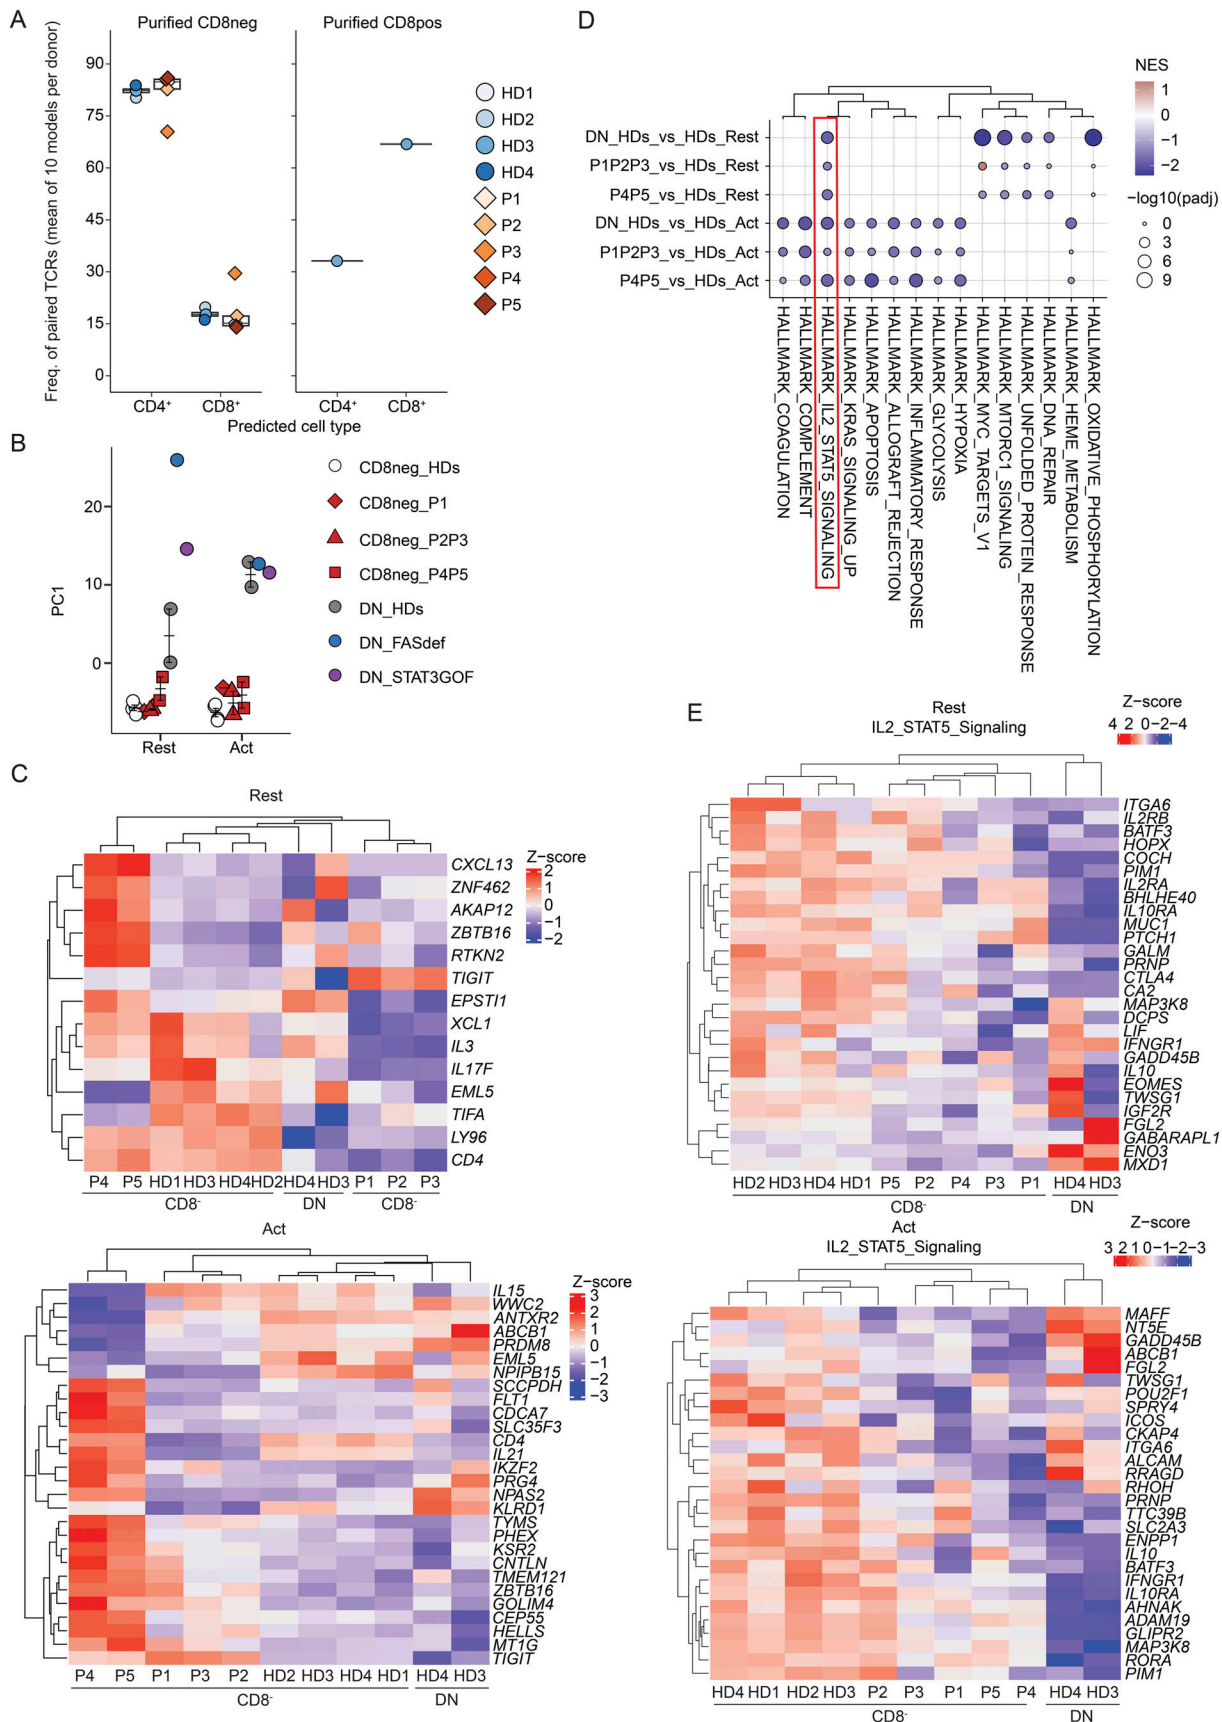 A
Purified CD8neg
Purified CD8pos
Freq. of paired TCRs (mean of 10 models per donor)
90
75
60
45
30
15
0
CD4+
CD8+
CD4+
CD8+
Predicted cell type
HD1
HD2
HD3
HD4
P1
P2
P3
P4
P5
B
PC1
20
10
0
Rest
Act
CD8neg_HDs
CD8neg_P1
CD8neg_P2P3
CD8neg_P4P5
DN_HDs
DN_FASdef
DN_STAT3GOF
C
Rest
Z-score
2
1
0
−1
−2
CXCL13
ZNF462
AKAP12
ZBTB16
RTKN2
TIGIT
EPSTI1
XCL1
IL3
IL17F
EML5
TIFA
LY96
CD4
P4 P5 HD1 HD3 HD4 HD2 HD4 HD3 P1 P2 P3
CD8- DN CD8-
Act
Z-score
3
2
1
0
−1
−2
−3
IL15
WWC2
ANTXR2
ABCB1
PRDM8
EML5
NPIPB15
SCCPDH
FLT1
CDCA7
SLC35F3
CD4
IL21
IKZF2
PRG4
NPAS2
KLRD1
TYMS
PHEX
KSR2
CNTLN
TMEM121
ZBTB16
GOLIM4
CEP55
HELLS
MT1G
TIGIT
P4 P5 P1 P3 P2 HD2 HD3 HD4 HD1 HD4 HD3
CD8- DN
D
DN_HDs_vs_HDs_Rest
P1P2P3_vs_HDs_Rest
P4P5_vs_HDs_Rest
DN_HDs_vs_HDs_Act
P1P2P3_vs_HDs_Act
P4P5_vs_HDs_Act
HALLMARK_COAGULATION
HALLMARK_COMPLEMENT
HALLMARK_IL2_STAT5_SIGNALING
HALLMARK_KRAS_SIGNALING_UP
HALLMARK_APOPTOSIS
HALLMARK_ALLOGRAFT_REJECTION
HALLMARK_INFLAMMATORY_RESPONSE
HALLMARK_GLYCOLYSIS
HALLMARK_HYPOXIA
HALLMARK_MYC_TARGETS_V1
HALLMARK_MTORC1_SIGNALING
HALLMARK_UNFOLDED_PROTEIN_RESPONSE
HALLMARK_DNA_REPAIR
HALLMARK_HEME_METABOLISM
HALLMARK_OXIDATIVE_PHOSPHORYLATION
NES
1
0
−1
−2
−log10(padj)
0
3
6
9
E
Rest
IL2_STAT5_Signaling
Z-score
4 2 0−2−4
ITGA6
IL2RB
BATF3
HOPX
COCH
PIM1
IL2RA
BHLHE40
IL10RA
MUC1
PTCH1
GALM
PRNP
CTLA4
CA2
MAP3K8
DCPS
LIF
IFNGR1
GADD45B
IL10
EOMES
TWSG1
IGF2R
FGL2
GABARAPL1
ENO3
MXD1
HD2 HD3 HD4 HD1 P5 P2 P4 P3 P1 HD4 HD3
CD8- DN
Act
IL2_STAT5_Signaling
Z-score
3 2 1 0−1−2−3
MAFF
NT5E
GADD45B
ABCB1
FGL2
TWSG1
POU2F1
SPRY4
ICOS
CKAP4
ITGA6
ALCAM
RRAGD
RHOH
PRNP
TTC39B
SLC2A3
ENPP1
IL10
BATF3
IFNGR1
IL10RA
AHNAK
ADAM19
GLIPR2
MAP3K8
RORA
PIM1
HD4 HD1 HD2 HD3 P2 P3 P1 P5 P4 HD4 HD3
CD8- DN